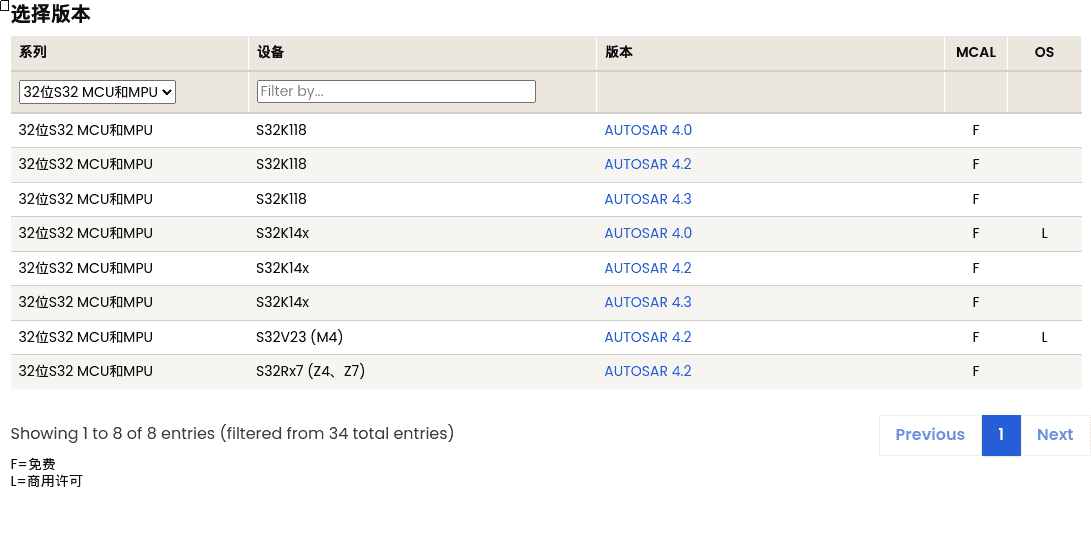 选择版本
系列 设备 版本 MCAL OS
32位S32 MCU和MPU Filter by...
32位S32 MCU和MPU S32K118 AUTOSAR 4.0 F
32位S32 MCU和MPU S32K118 AUTOSAR 4.2 F
32位S32 MCU和MPU S32K118 AUTOSAR 4.3 F
32位S32 MCU和MPU S32K14x AUTOSAR 4.0 F L
32位S32 MCU和MPU S32K14x AUTOSAR 4.2 F
32位S32 MCU和MPU S32K14x AUTOSAR 4.3 F
32位S32 MCU和MPU S32V23 (M4) AUTOSAR 4.2 F L
32位S32 MCU和MPU S32Rx7 (Z4、Z7) AUTOSAR 4.2 F
Showing 1 to 8 of 8 entries (filtered from 34 total entries) Previous 1 Next
F=免费
L=商用许可